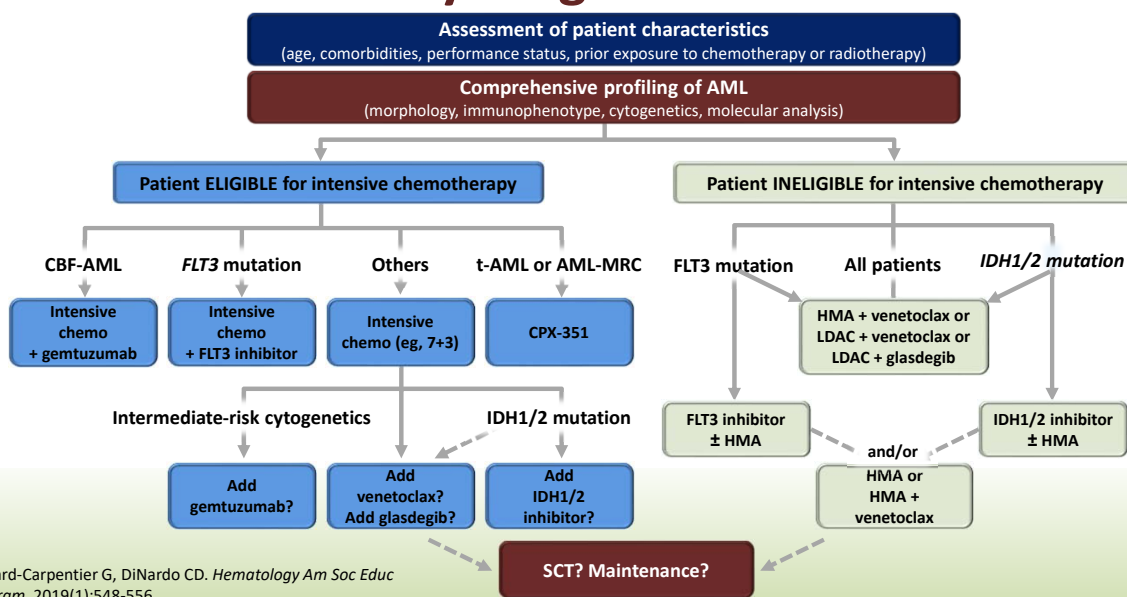 Assessment of patient characteristics
(age, comorbidities, performance status, prior exposure to chemotherapy or radiotherapy)
Comprehensive profiling of AML
(morphology, immunophenotype, cytogenetics, molecular analysis)
Patient ELIGIBLE for intensive chemotherapy
Patient INELIGIBLE for intensive chemotherapy
CBF-AML
FLT3 mutation
Others
t-AML or AML-MRC
FLT3 mutation
All patients
IDH1/2 mutation
Intensive
chemo
+ gemtuzumab
Intensive
chemo
+ FLT3 inhibitor
Intensive
chemo (eg, 7+3)
CPX-351
HMA + venetoclax or
LDAC + venetoclax or
LDAC + glasdegib
Intermediate-risk cytogenetics
IDH1/2 mutation
FLT3 inhibitor
± HMA
IDH1/2 inhibitor
± HMA
and/or
Add
gemtuzumab?
Add
venetoclax?
Add glasdegib?
Add
IDH1/2
inhibitor?
HMA or
HMA +
venetoclax
SCT? Maintenance?
ard-Carpentier G, DiNardo CD. Hematology Am Soc Educ
ram. 2019(1):548-556